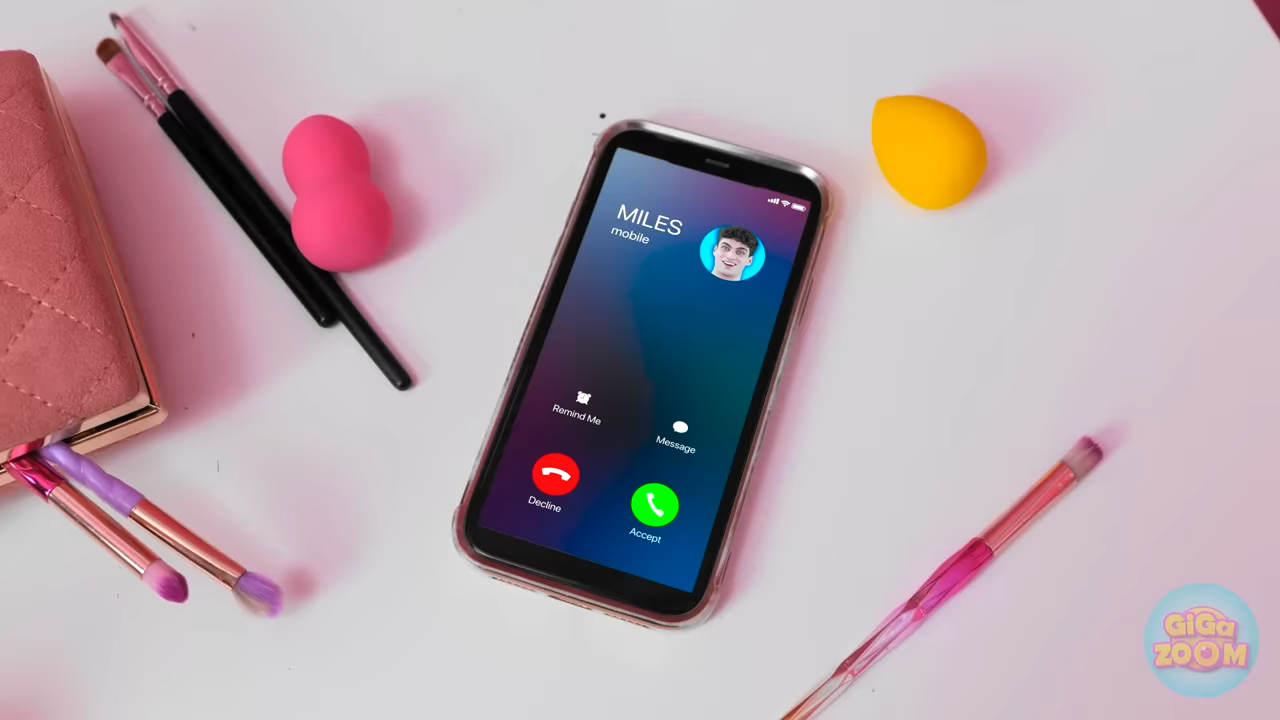 MILES
mobile
Remind Me
Message
Decline
Accept
GiGa
ZOOM